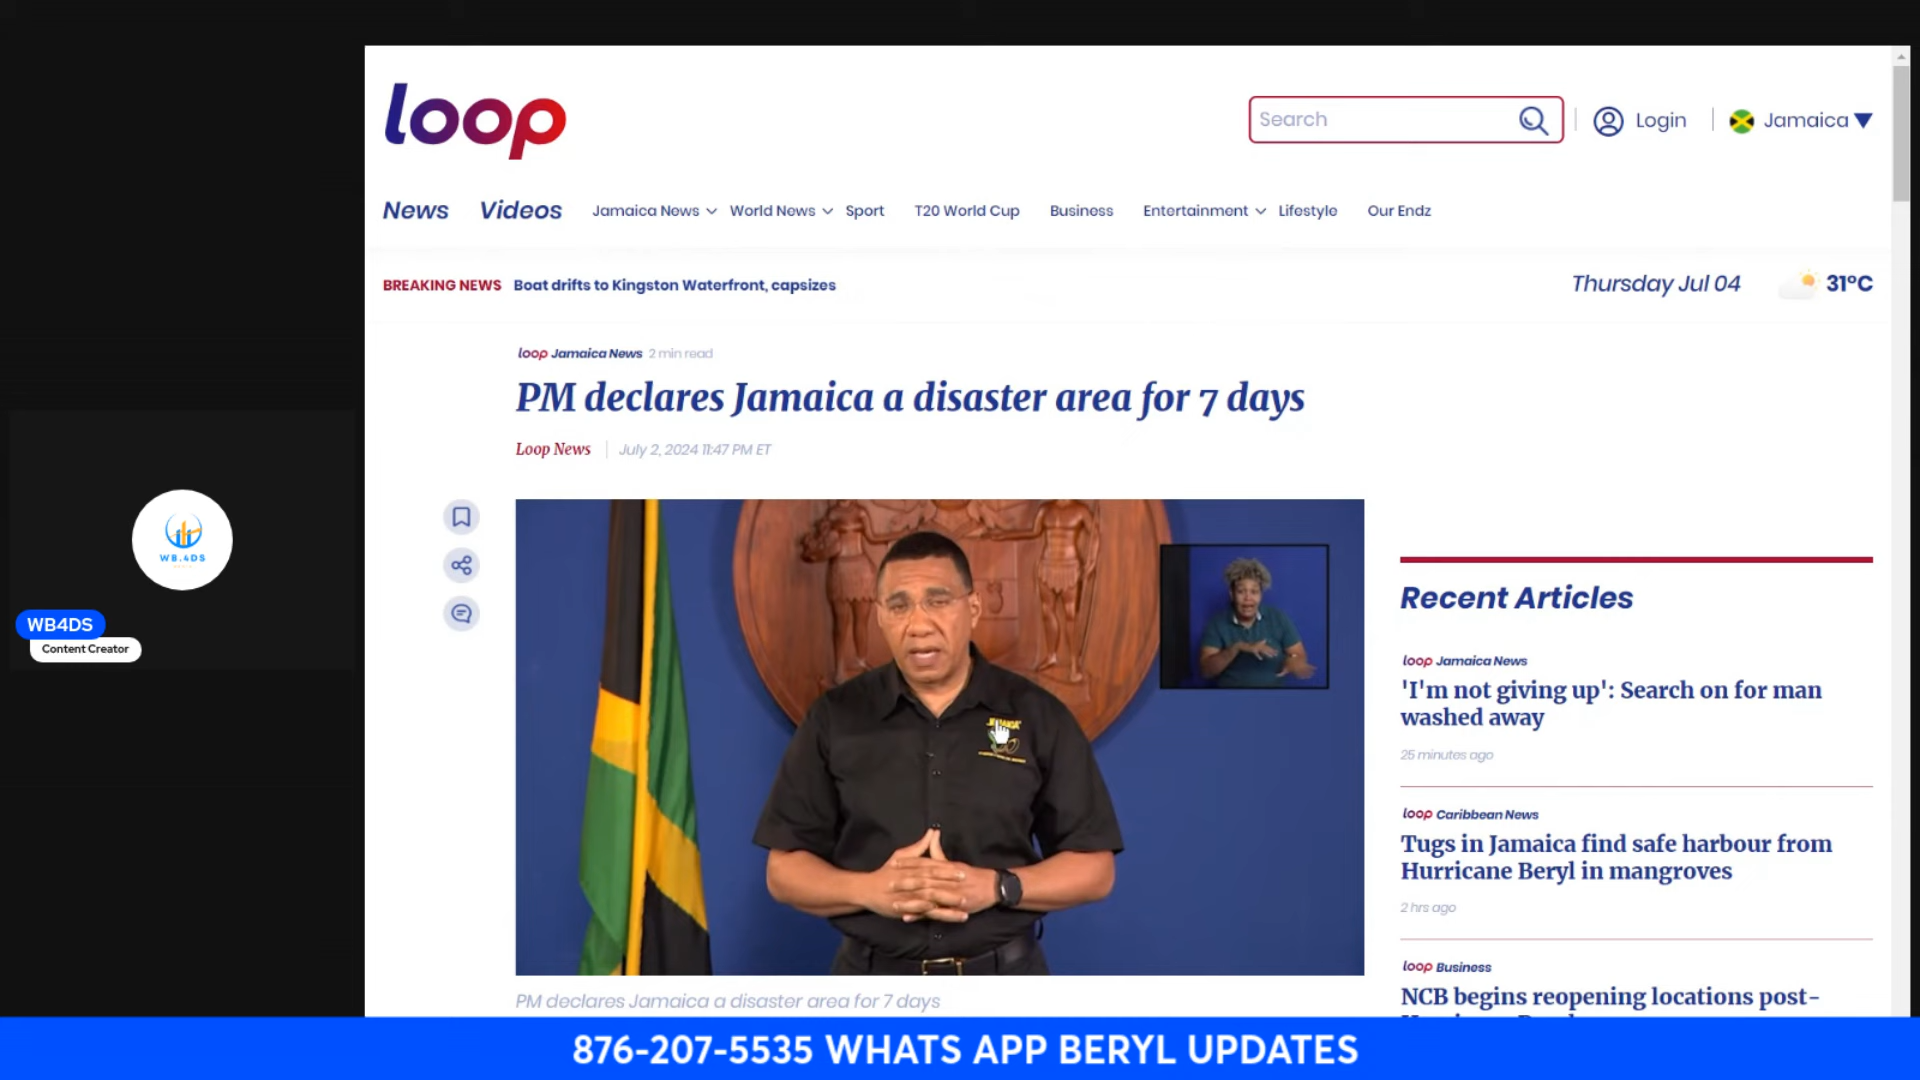 loop
Search
Login
Jamaica
News Videos Jamaica News World News Sport T20 World Cup Business Entertainment Lifestyle Our Endz
BREAKING NEWS Boat drifts to Kingston Waterfront, capsizes
Thursday Jul 04 31°C
loop Jamaica News 2 min read
PM declares Jamaica a disaster area for 7 days
Loop News July 2, 2024 11:47 PM ET
WB.4DS
WB4DS
Content Creator
PM declares Jamaica a disaster area for 7 days
Recent Articles
loop Jamaica News
'I'm not giving up': Search on for man
washed away
25 minutes ago
loop Caribbean News
Tugs in Jamaica find safe harbour from
Hurricane Beryl in mangroves
2 hrs ago
loop Business
NCB begins reopening locations post-
876-207-5535 WHATS APP BERYL UPDATES